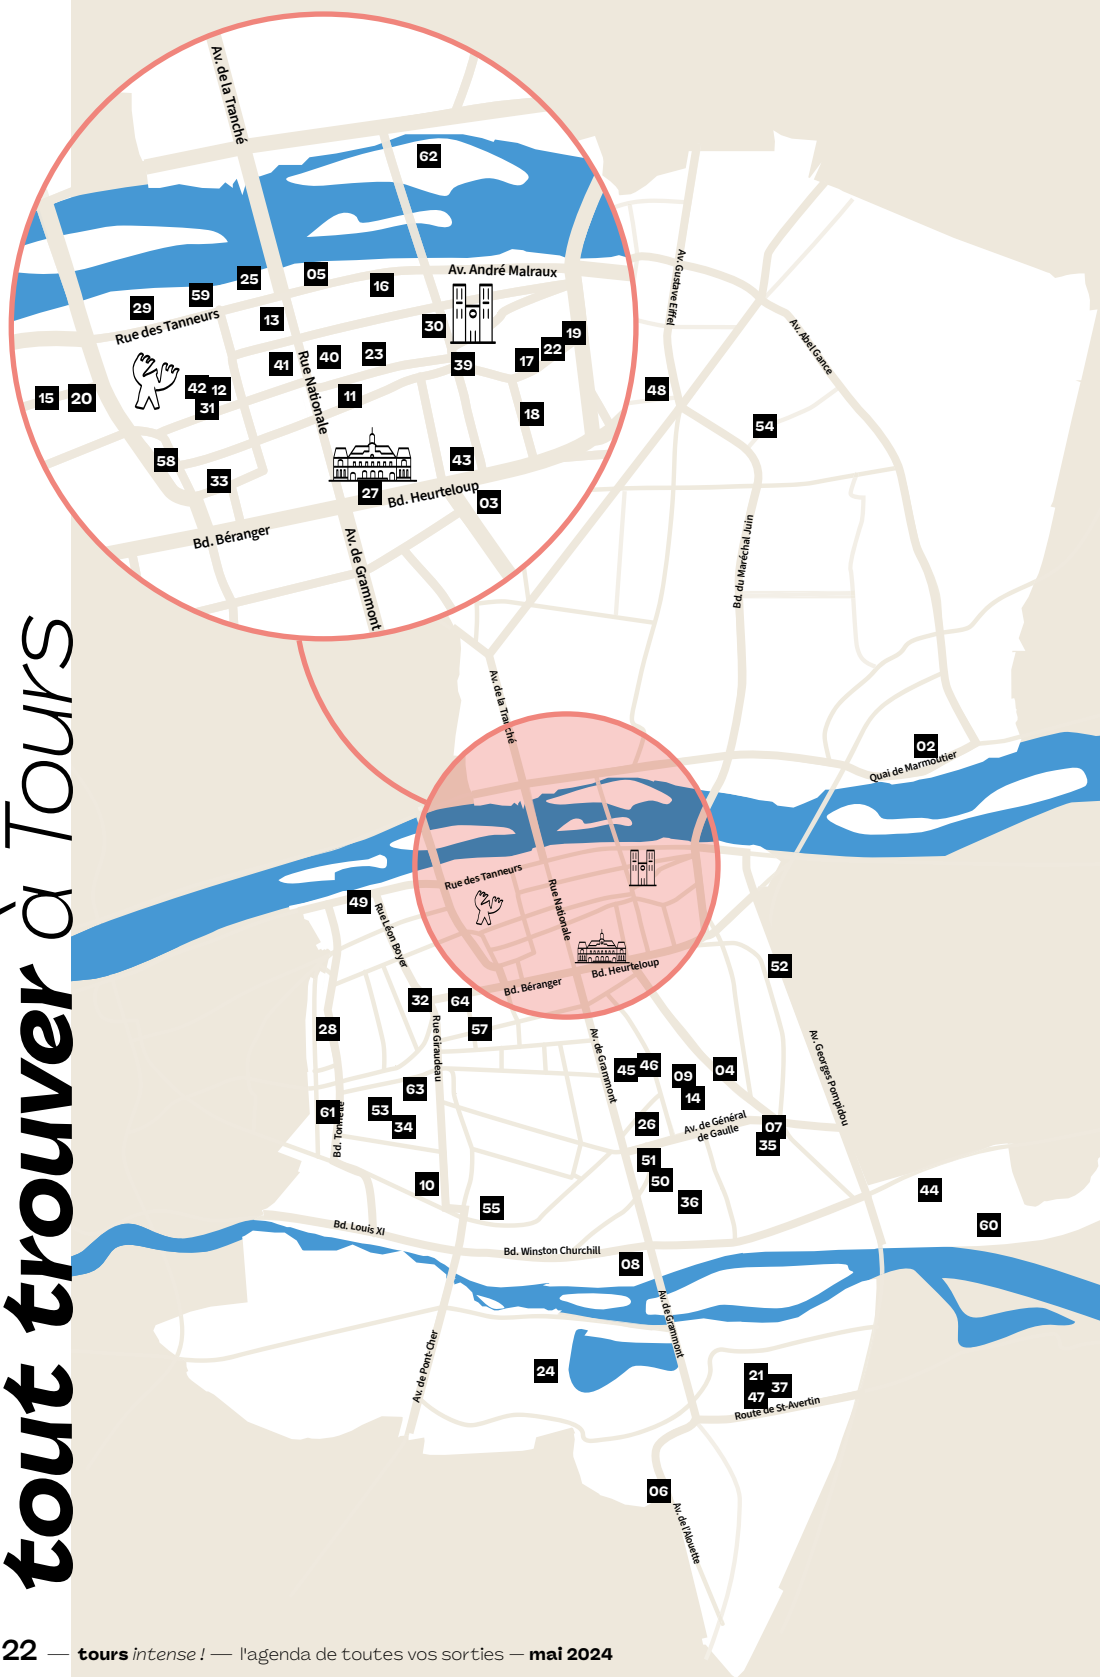 tout trouver à Tours
Av. de la Tranché
62
Av. André Malraux
05
25
16
59
29
Rue des Tanneurs
13
30
19
22
17
39
23
40
41
Rue Nationale
11
42
12
31
15
20
18
58
33
43
27
Bd. Heurteloup
03
Bd. Béranger
Av. de Grammont
Av. Gustave Eiffel
Av. Abel Gance
48
54
Bd. du Maréchal Juin
Av. de la Tranché
02
Quai de Marmoutier
Rue des Tanneurs
Rue Nationale
49
Rue Léon Boyer
Bd. Heurteloup
Bd. Béranger
52
32
64
57
28
Rue Giraudeau
Av. de Grammont
Av. Georges Pompidou
45
46
09
04
14
63
53
61
34
Bd. Tonnellé
26
Av. de Général
de Gaulle
07
35
51
50
36
10
55
44
60
Bd. Louis XI
Bd. Winston Churchill
08
Av. de Grammont
Av. de Pont-Cher
24
21
37
47
Route de St-Avertin
06
Av. de l'Alouette
22 — tours intense ! — l'agenda de toutes vos sorties — mai 2024